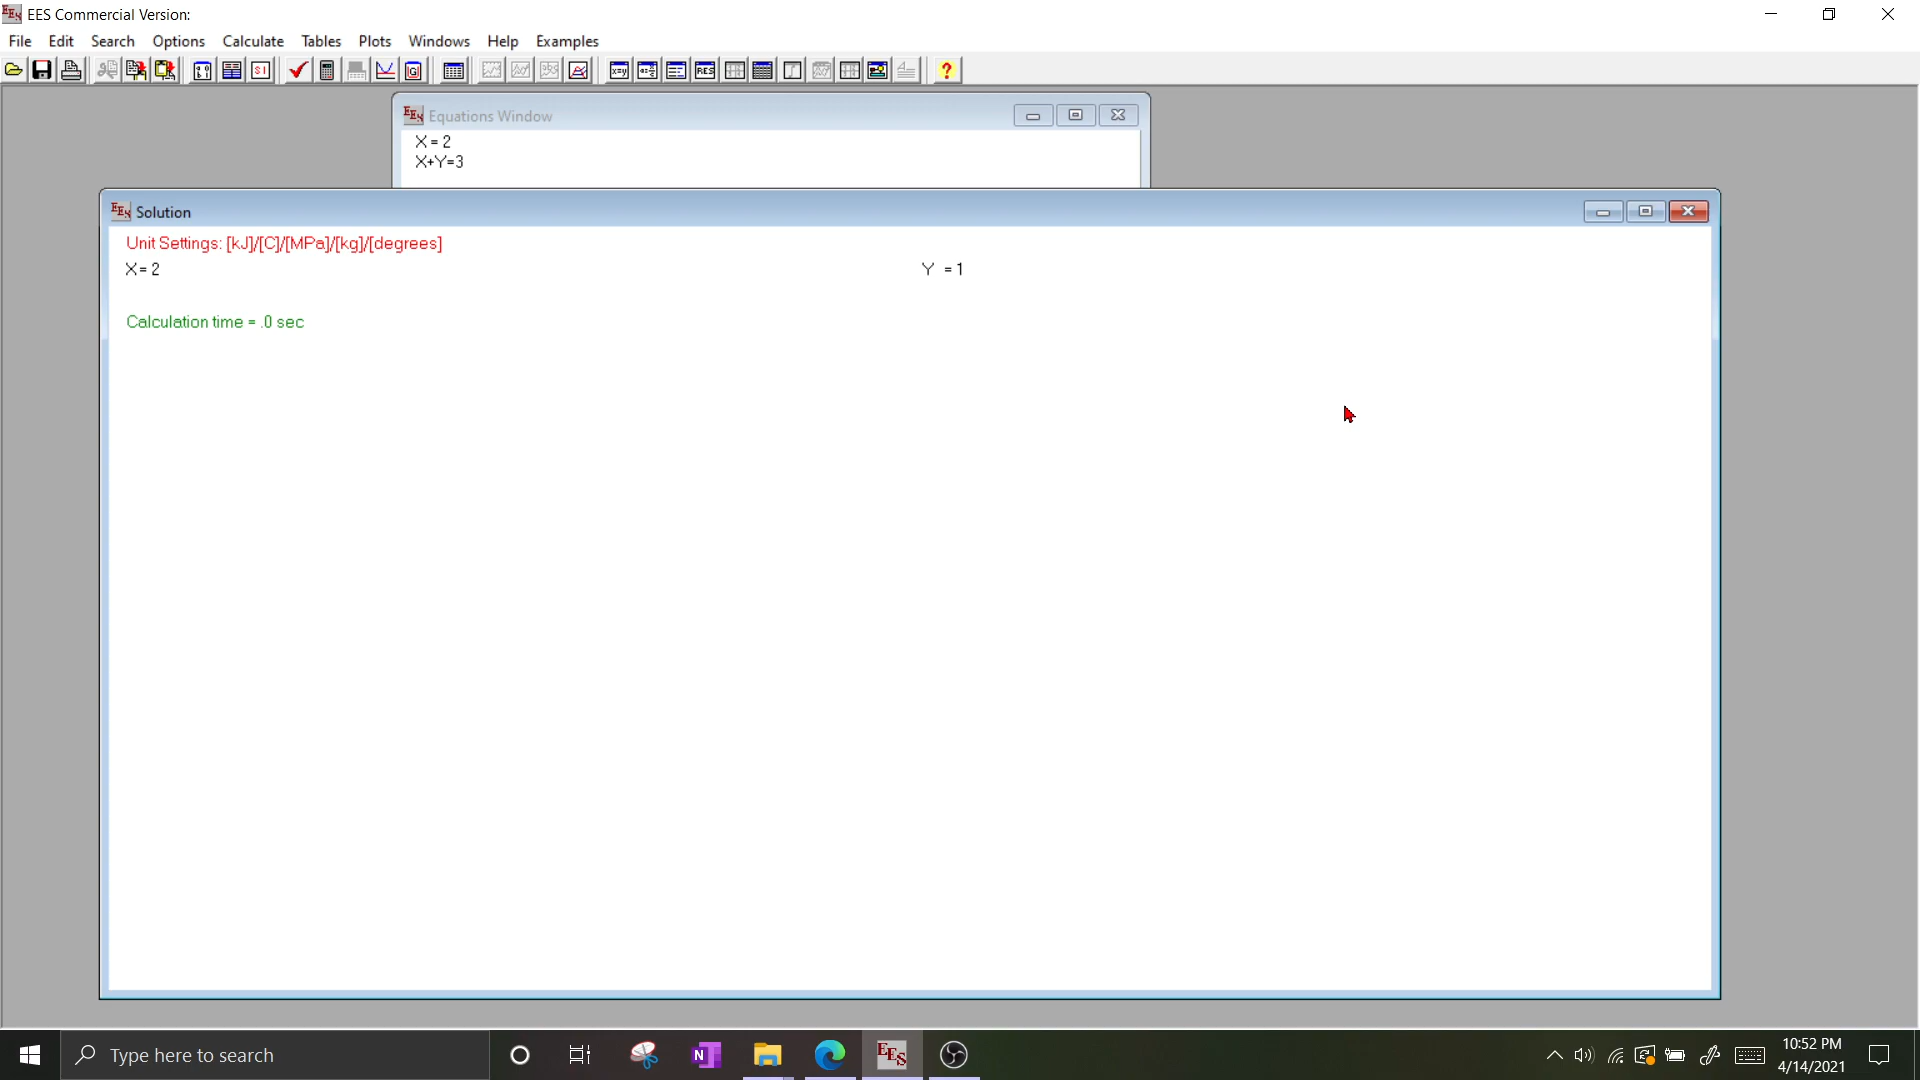 EES Commercial Version:
File Edit Search Options Calculate Tables Plots Windows Help Examples
Equations Window
X = 2
X+Y=3
Solution
Unit Settings: [kJ]/[C]/[MPa]/[kg]/[degrees]
X = 2 Y = 1
Calculation time = .0 sec
Type here to search
10:52 PM
4/14/2021